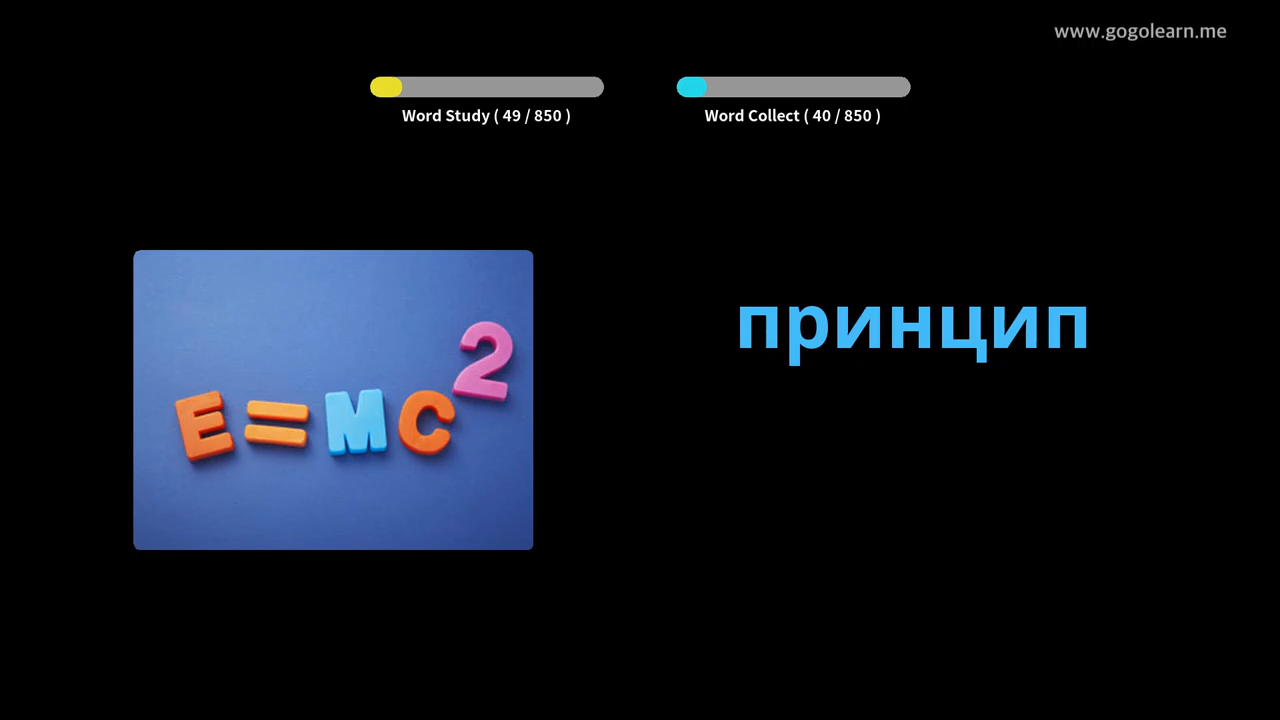 www.gogolearn.me
Word Study ( 49 / 850 )
Word Collect ( 40 / 850 )
E=MC²
принцип